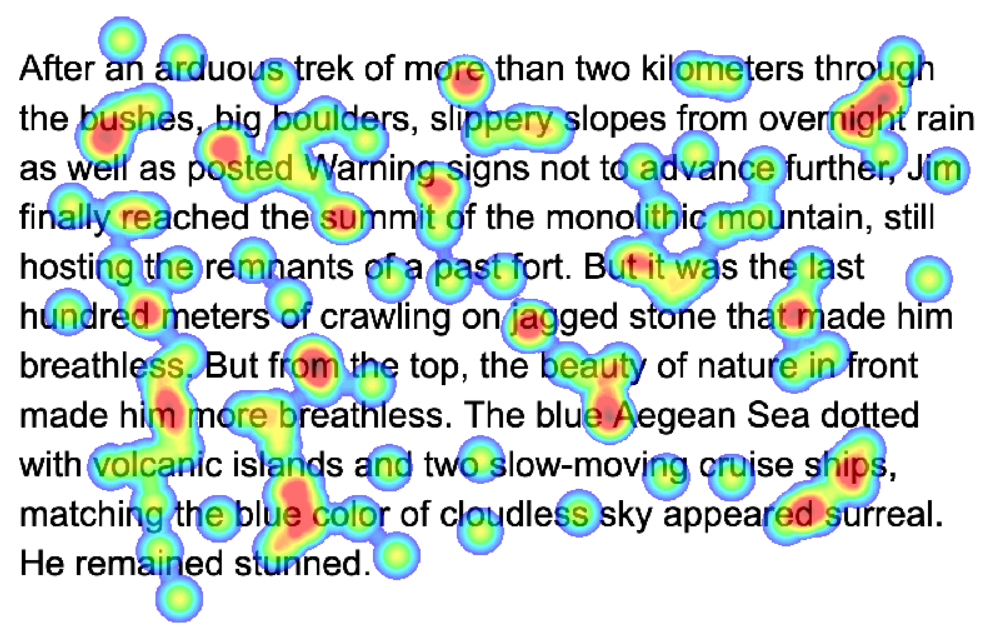 After an arduous trek of more than two kilometers through
the bushes, big boulders, slippery slopes from overnight rain
as well as posted Warning signs not to advance further, Jim
finally reached the summit of the monolithic mountain, still
hosting the remnants of a past fort. But it was the last
hundred meters of crawling on jagged stone that made him
breathless. But from the top, the beauty of nature in front
made him more breathless. The blue Aegean Sea dotted
with volcanic islands and two slow-moving cruise ships,
matching the blue color of cloudless sky appeared surreal.
He remained stunned.